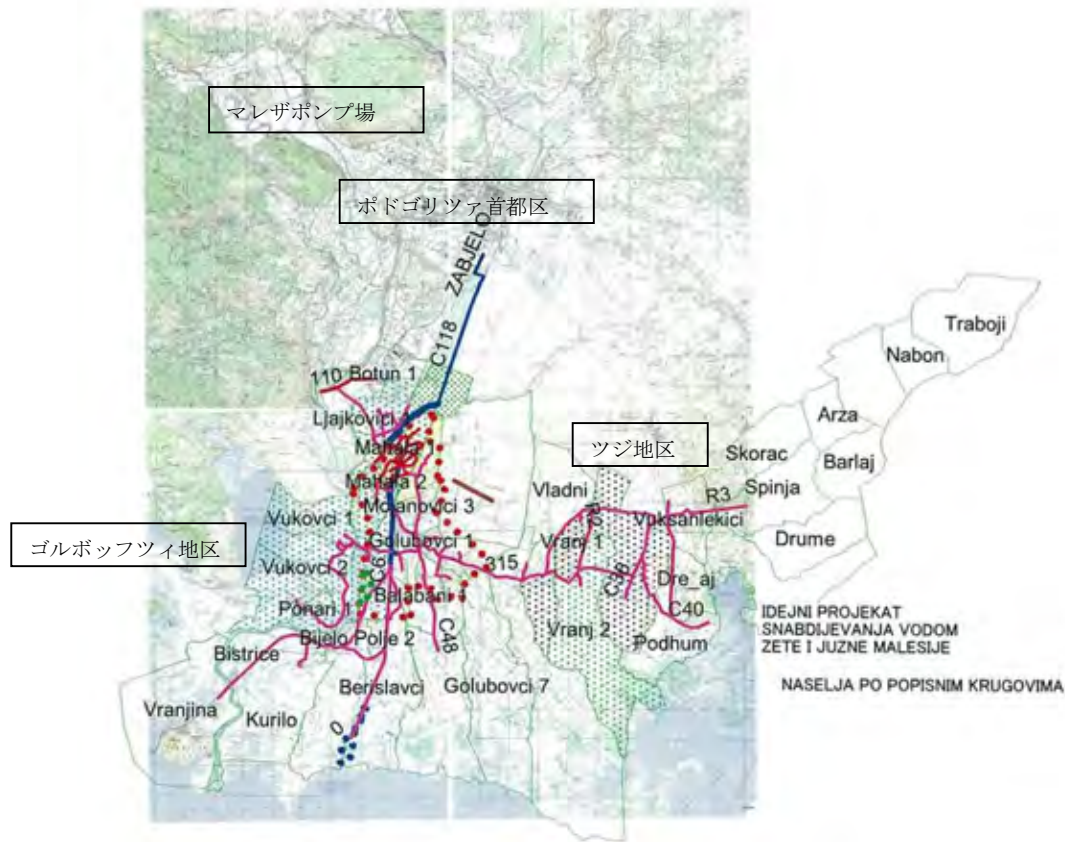 マレザポンプ場
ポドゴリツァ首都区
ZABJELO
Traboji
Nabon
C118
110
Botun 1
Arza
Ljajkovici
ツジ地区
Skorac
Mahala 1
Barlaj
Mahala 2
Vladni
Spinja
R3
Mojanovici 3
Vukovci 1
Vuksanlekici
Drume
ゴルボッフツィ地区
Golubovci 1
Vranj 1
315
Vukovci 2
C6
C36
Dre_aj
Balabani 1
Ponari 1
C40
IDEJNI PROJEKAT
SNABDIJEVANJA VODOM
ZETE I JUZNE MALESIJE
Vranj 2
Bijelo Polje 2
C48
Podhum
Bistrice
Berislavci
Golubovci 7
NASELJA PO POPISNIM KRUGOVIMA
Vranjina
Kurilo
0